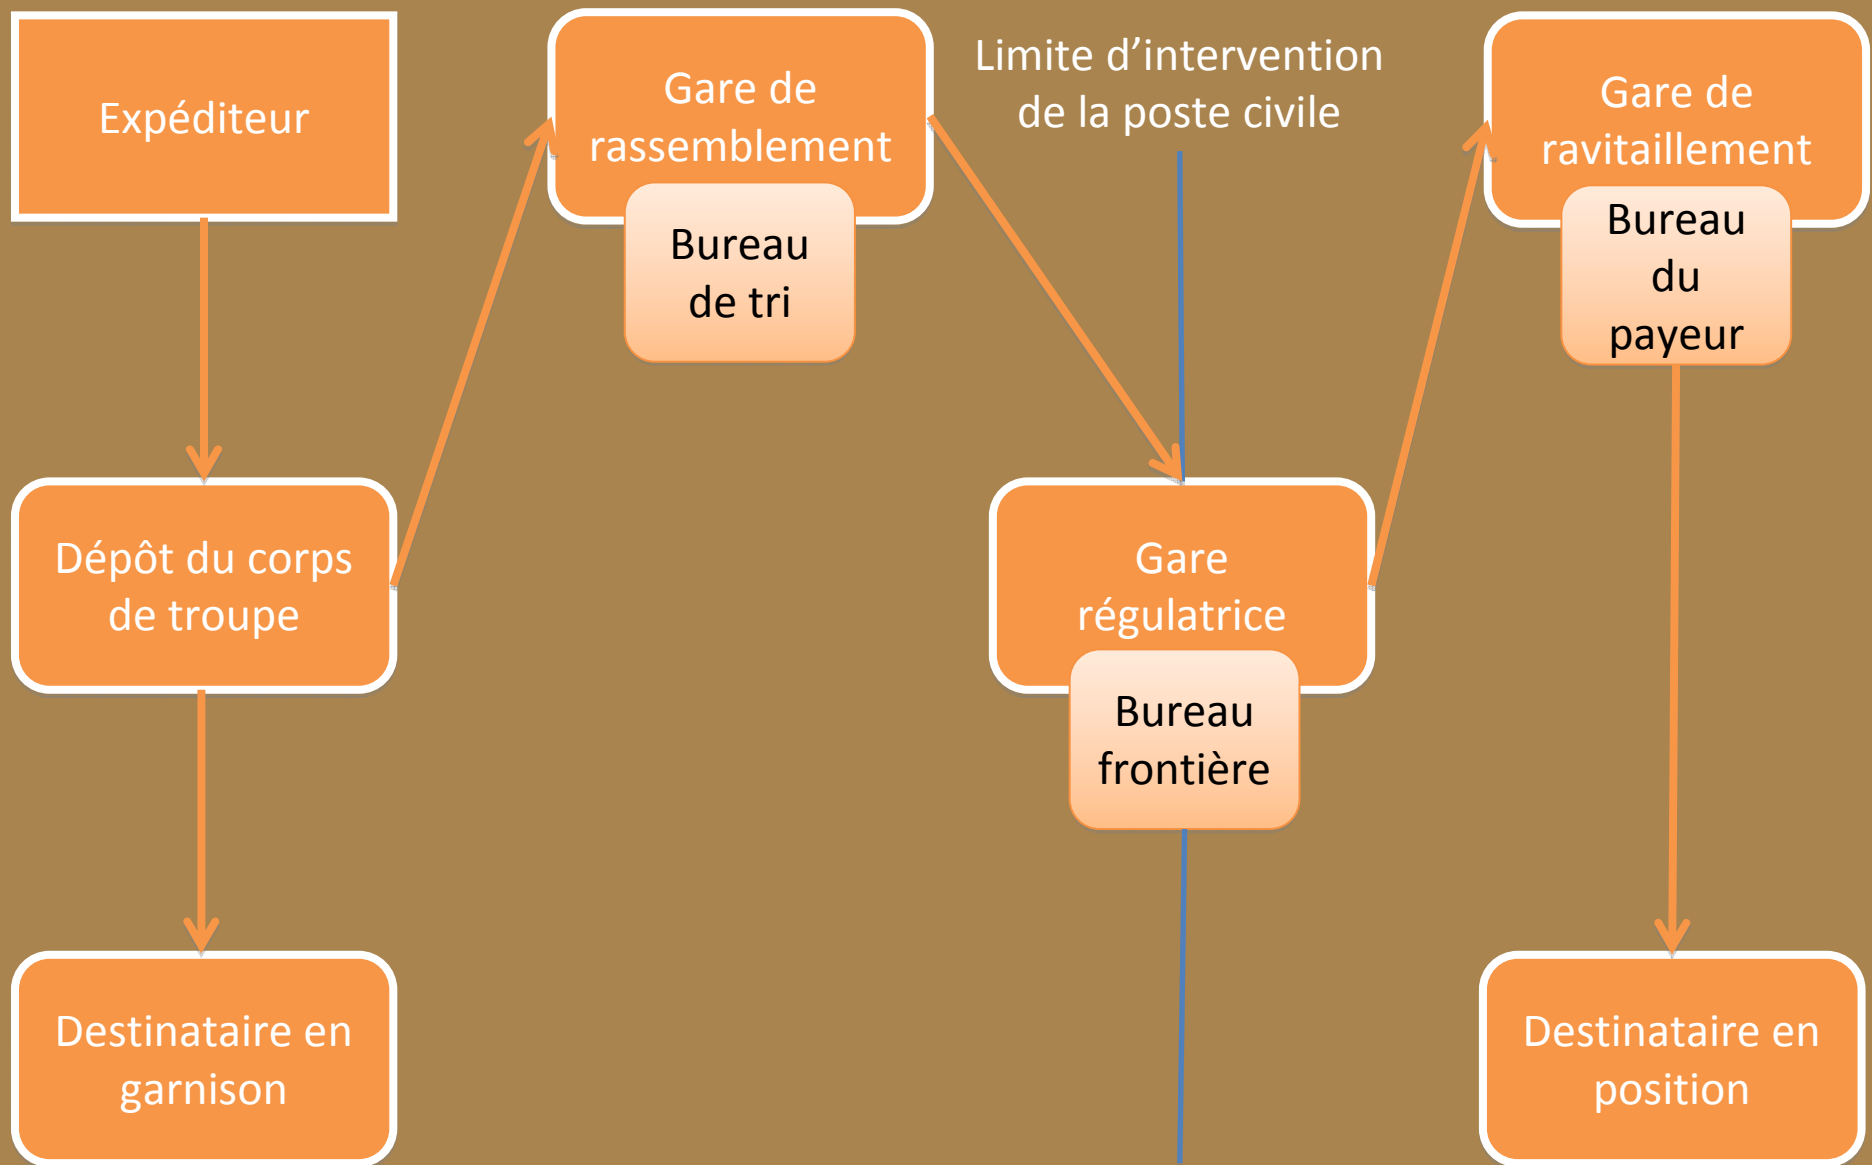 Expéditeur
Gare de
rassemblement
Bureau
de tri
Limite d’intervention
de la poste civile
Gare de
ravitaillement
Bureau
du
payeur
Dépôt du corps
de troupe
Gare
régulatrice
Bureau
frontière
Destinataire en
garnison
Destinataire en
position